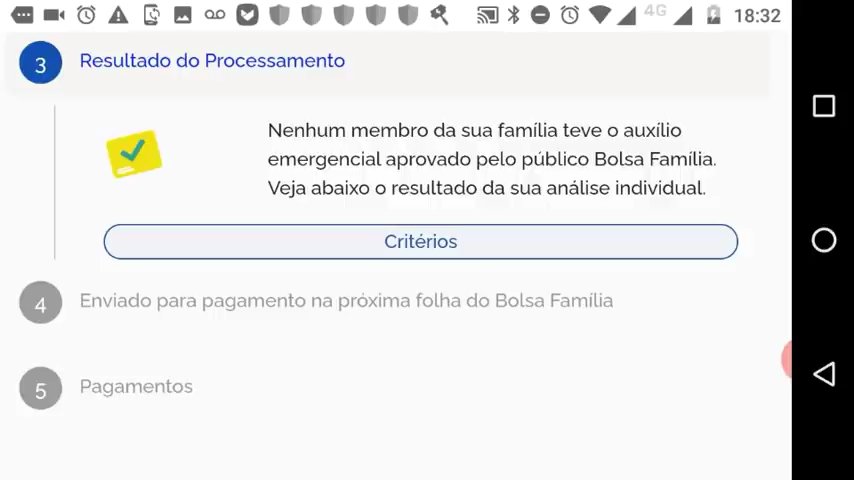 4G 18:32
3 Resultado do Processamento
Nenhum membro da sua família teve o auxílio
emergencial aprovado pelo público Bolsa Família.
Veja abaixo o resultado da sua análise individual.
Critérios
4 Enviado para pagamento na próxima folha do Bolsa Família
5 Pagamentos